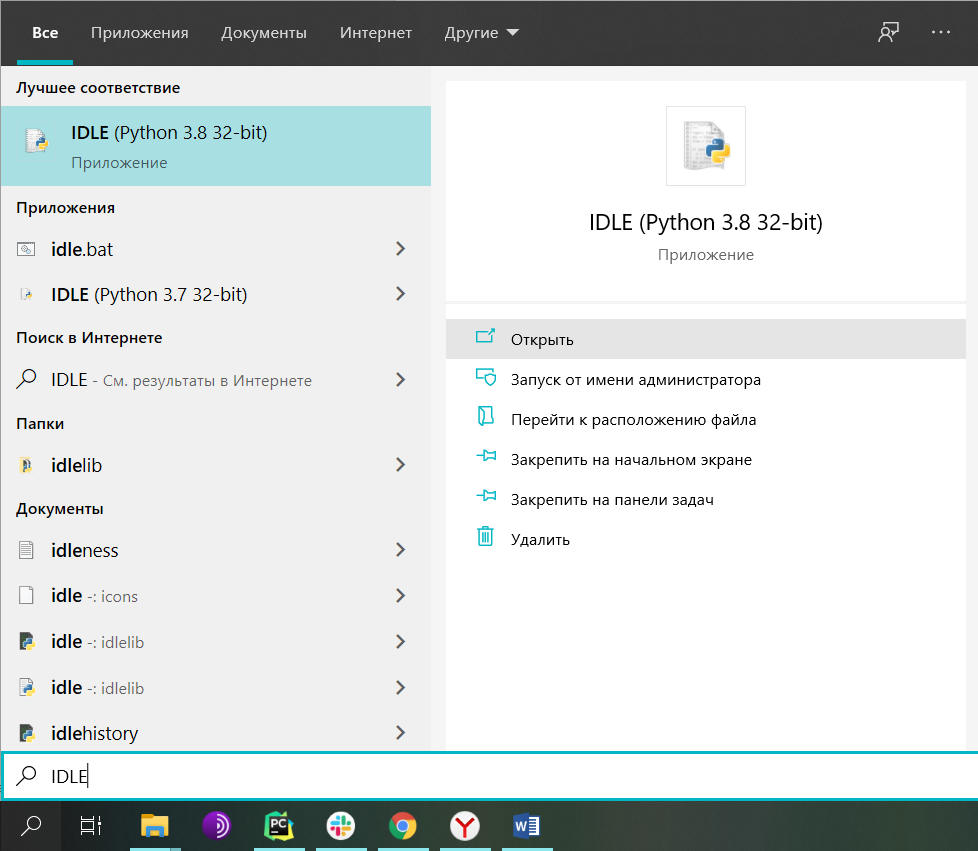 Все Приложения Документы Интернет Другие
Лучшее соответствие
IDLE (Python 3.8 32-bit)
Приложение
Приложения
idle.bat
IDLE (Python 3.7 32-bit)
Поиск в Интернете
IDLE - См. результаты в Интернете
Папки
idlelib
Документы
idleness
idle -: icons
idle -: idlelib
idle -: idlelib
idlehistory
IDLE (Python 3.8 32-bit)
Приложение
Открыть
Запуск от имени администратора
Перейти к расположению файла
Закрепить на начальном экране
Закрепить на панели задач
Удалить
IDLE
PC
Y
W